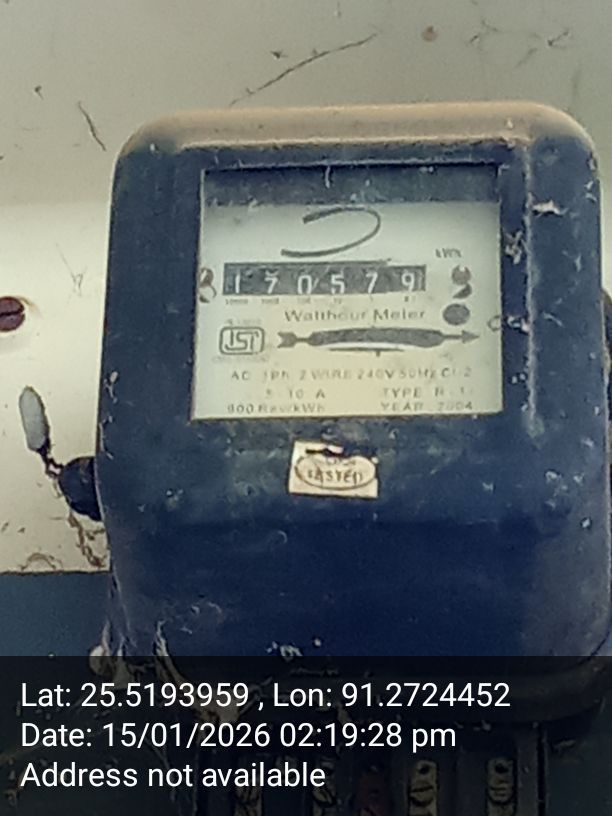 kWh
170579
Watthour Meter
ISI
AC 1Ph 2 WIRE 240V 50Hz Cl 2
5-10 A
TYPE
900 Rev/kWh
YEAR 2004
TESTED
Lat: 25.5193959 , Lon: 91.2724452
Date: 15/01/2026 02:19:28 pm
Address not available